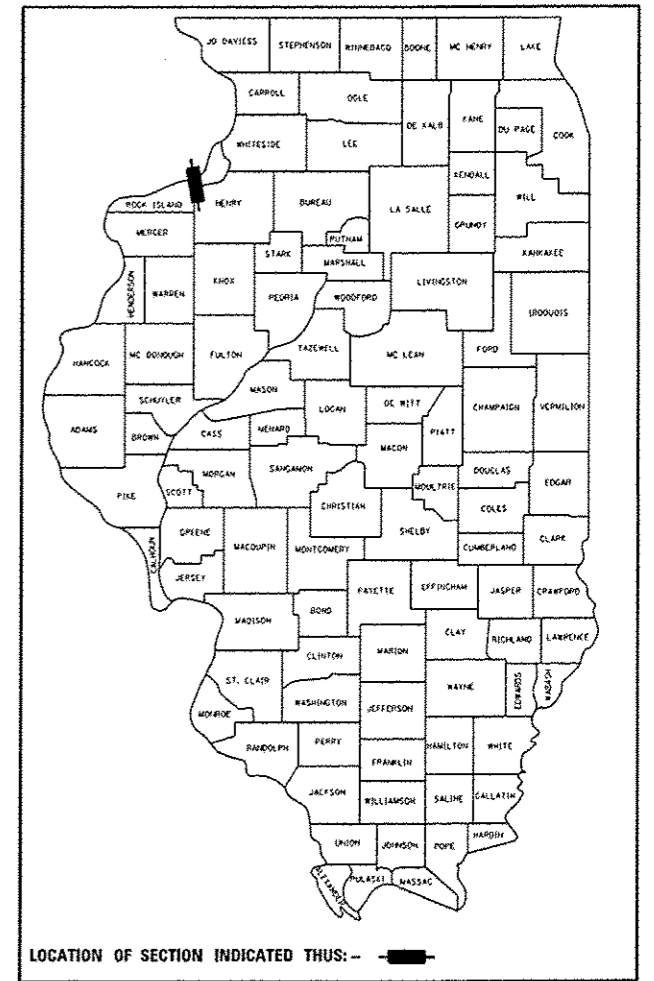 JO DAVIESS STEPHENSON WINNEBAGO BOONE MC HENRY LAKE
CARROLL OGLE DE KALB KANE DU PAGE COOK
WHITESIDE LEE
KENDALL WILL
ROCK ISLAND HENRY BUREAU LA SALLE GRUNDY
MERCER PUTNAM KANKAKEE
STARK MARSHALL LIVINGSTON
HENDERSON WARREN KNOX PEORIA WOODFORD IROQUOIS
HANCOCK MC DONOUGH FULTON TAZEWELL MC LEAN FORD
SCHUYLER MASON LOGAN DE WITT CHAMPAIGN VERMILION
ADAMS BROWN CASS MENARD MACON PIATT
PIKE SCOTT MORGAN SANGAMON MOULTRIE DOUGLAS EDGAR
CHRISTIAN COLES
CALHOUN GREENE MACOUPIN MONTGOMERY SHELBY CUMBERLAND CLARK
JERSEY FAYETTE EFFINGHAM JASPER CRAWFORD
MADISON BOND
CLAY RICHLAND LAWRENCE
CLINTON MARION
ST. CLAIR WAYNE EDWARDS WABASH
MONROE WASHINGTON JEFFERSON
RANDOLPH PERRY HAMILTON WHITE
FRANKLIN
JACKSON WILLIAMSON SALINE GALLATIN
UNION JOHNSON POPE HARDIN
ALEXANDER PULASKI MASSAC
LOCATION OF SECTION INDICATED THUS: -